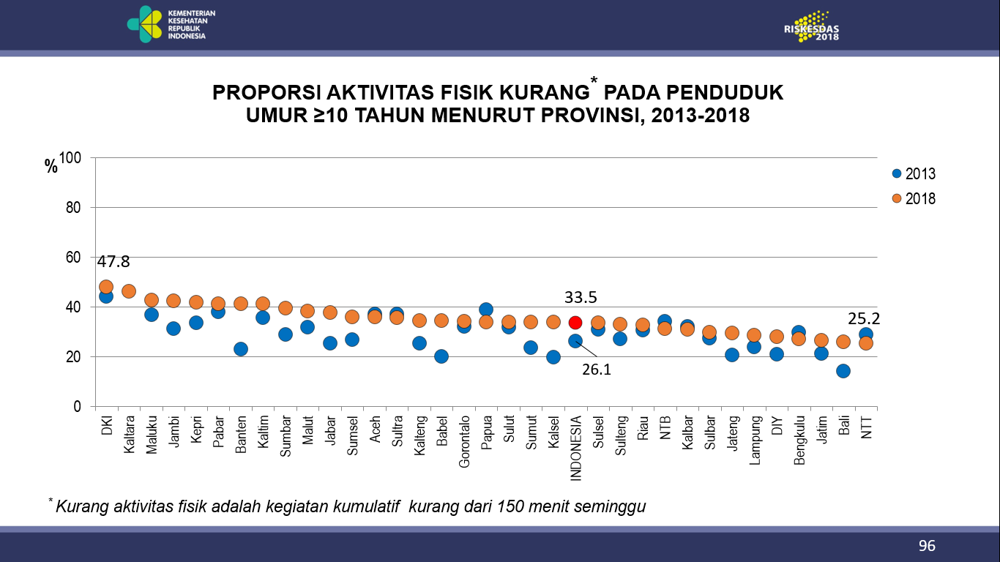 KEMENTERIAN
KESEHATAN
REPUBLIK
INDONESIA
RISKESDAS
2018
PROPORSI AKTIVITAS FISIK KURANG* PADA PENDUDUK
UMUR ≥10 TAHUN MENURUT PROVINSI, 2013-2018
%
100
80
60
40
20
0
47.8
33.5
26.1
25.2
2013
2018
DKI
Kaltara
Maluku
Jambi
Kepri
Pabar
Banten
Kaltim
Sumbar
Malut
Jabar
Sumsel
Aceh
Sultra
Kalteng
Babel
Gorontalo
Papua
Sulut
Sumut
Kalsel
INDONESIA
Sulsel
Sulteng
Riau
NTB
Kalbar
Sulbar
Jateng
Lampung
DIY
Bengkulu
Jatim
Bali
NTT
* Kurang aktivitas fisik adalah kegiatan kumulatif kurang dari 150 menit seminggu
96